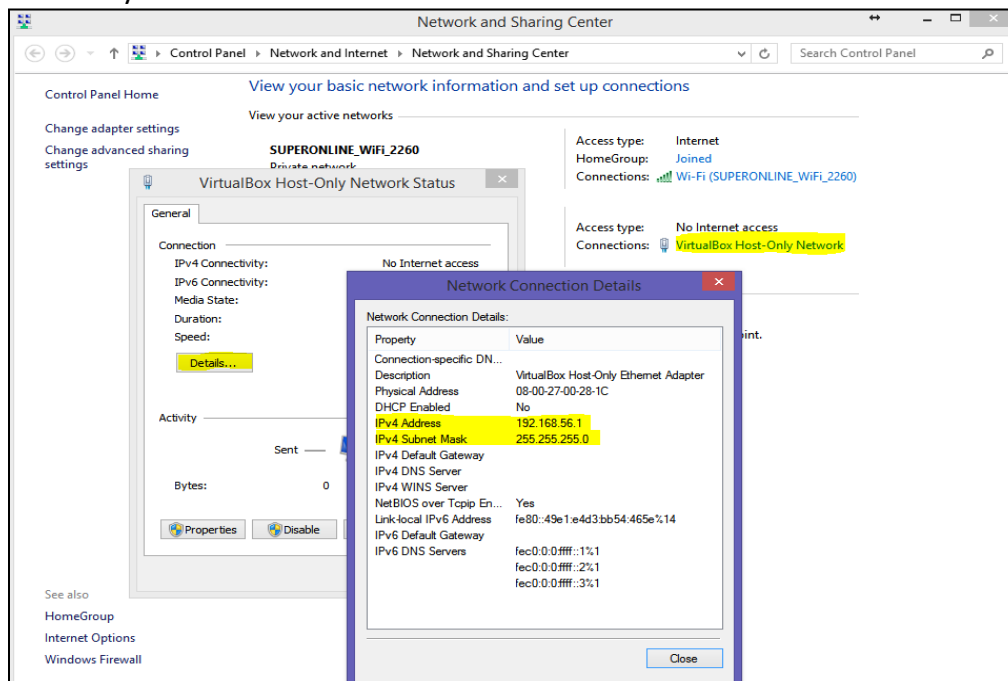 Network and Sharing Center
Control Panel Network and Internet Network and Sharing Center
Search Control Panel
Control Panel Home
Change adapter settings
Change advanced sharing
settings
See also
HomeGroup
Internet Options
Windows Firewall
View your basic network information and set up connections
View your active networks
SUPERONLINE_WiFi_2260
Private network
Access type: Internet
HomeGroup: Joined
Connections: Wi-Fi (SUPERONLINE_WiFi_2260)
Access type: No Internet access
Connections: VirtualBox Host-Only Network
VirtualBox Host-Only Network Status
General
Connection
IPv4 Connectivity: No Internet access
IPv6 Connectivity:
Media State:
Duration:
Speed:
Details...
Activity
Sent
Bytes: 0
Properties
Disable
Network Connection Details
Network Connection Details:
Property Value
Connection-specific DN...
Description VirtualBox Host-Only Ethernet Adapter
Physical Address 08-00-27-00-28-1C
DHCP Enabled No
IPv4 Address 192.168.56.1
IPv4 Subnet Mask 255.255.255.0
IPv4 Default Gateway
IPv4 DNS Server
IPv4 WINS Server
NetBIOS over Tcpip En... Yes
Link-local IPv6 Address fe80::49e1:e4d3:bb54:465e%14
IPv6 Default Gateway
IPv6 DNS Servers fec0:0:0:ffff::1%1
fec0:0:0:ffff::2%1
fec0:0:0:ffff::3%1
Close